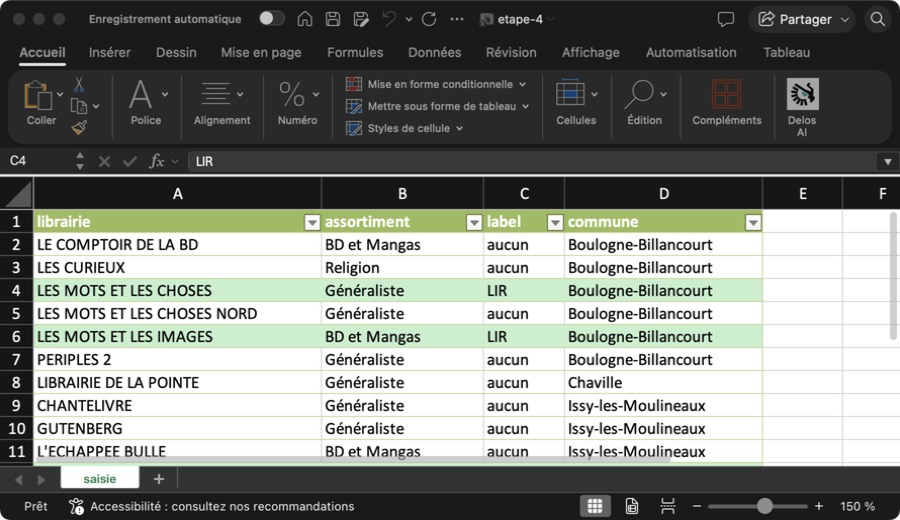 Enregistrement automatique ... etape-4 Partager
Accueil Insérer Dessin Mise en page Formules Données Révision Affichage Automatisation Tableau
Coller Police Alignement Numéro Mise en forme conditionnelle Mettre sous forme de tableau Styles de cellule Cellules Édition Compléments Delos AI
C4 fx LIR
A B C D E F
1 librairie assortiment label commune
2 LE COMPTOIR DE LA BD BD et Mangas aucun Boulogne-Billancourt
3 LES CURIEUX Religion aucun Boulogne-Billancourt
4 LES MOTS ET LES CHOSES Généraliste LIR Boulogne-Billancourt
5 LES MOTS ET LES CHOSES NORD Généraliste aucun Boulogne-Billancourt
6 LES MOTS ET LES IMAGES BD et Mangas LIR Boulogne-Billancourt
7 PERIPLES 2 Généraliste aucun Boulogne-Billancourt
8 LIBRAIRIE DE LA POINTE Généraliste aucun Chaville
9 CHANTELIVRE Généraliste aucun Issy-les-Moulineaux
10 GUTENBERG Généraliste aucun Issy-les-Moulineaux
11 L'ECHAPPEE BULLE BD et Mangas aucun Issy-les-Moulineaux
saisie +
Prêt Accessibilité : consultez nos recommandations − + 150 %